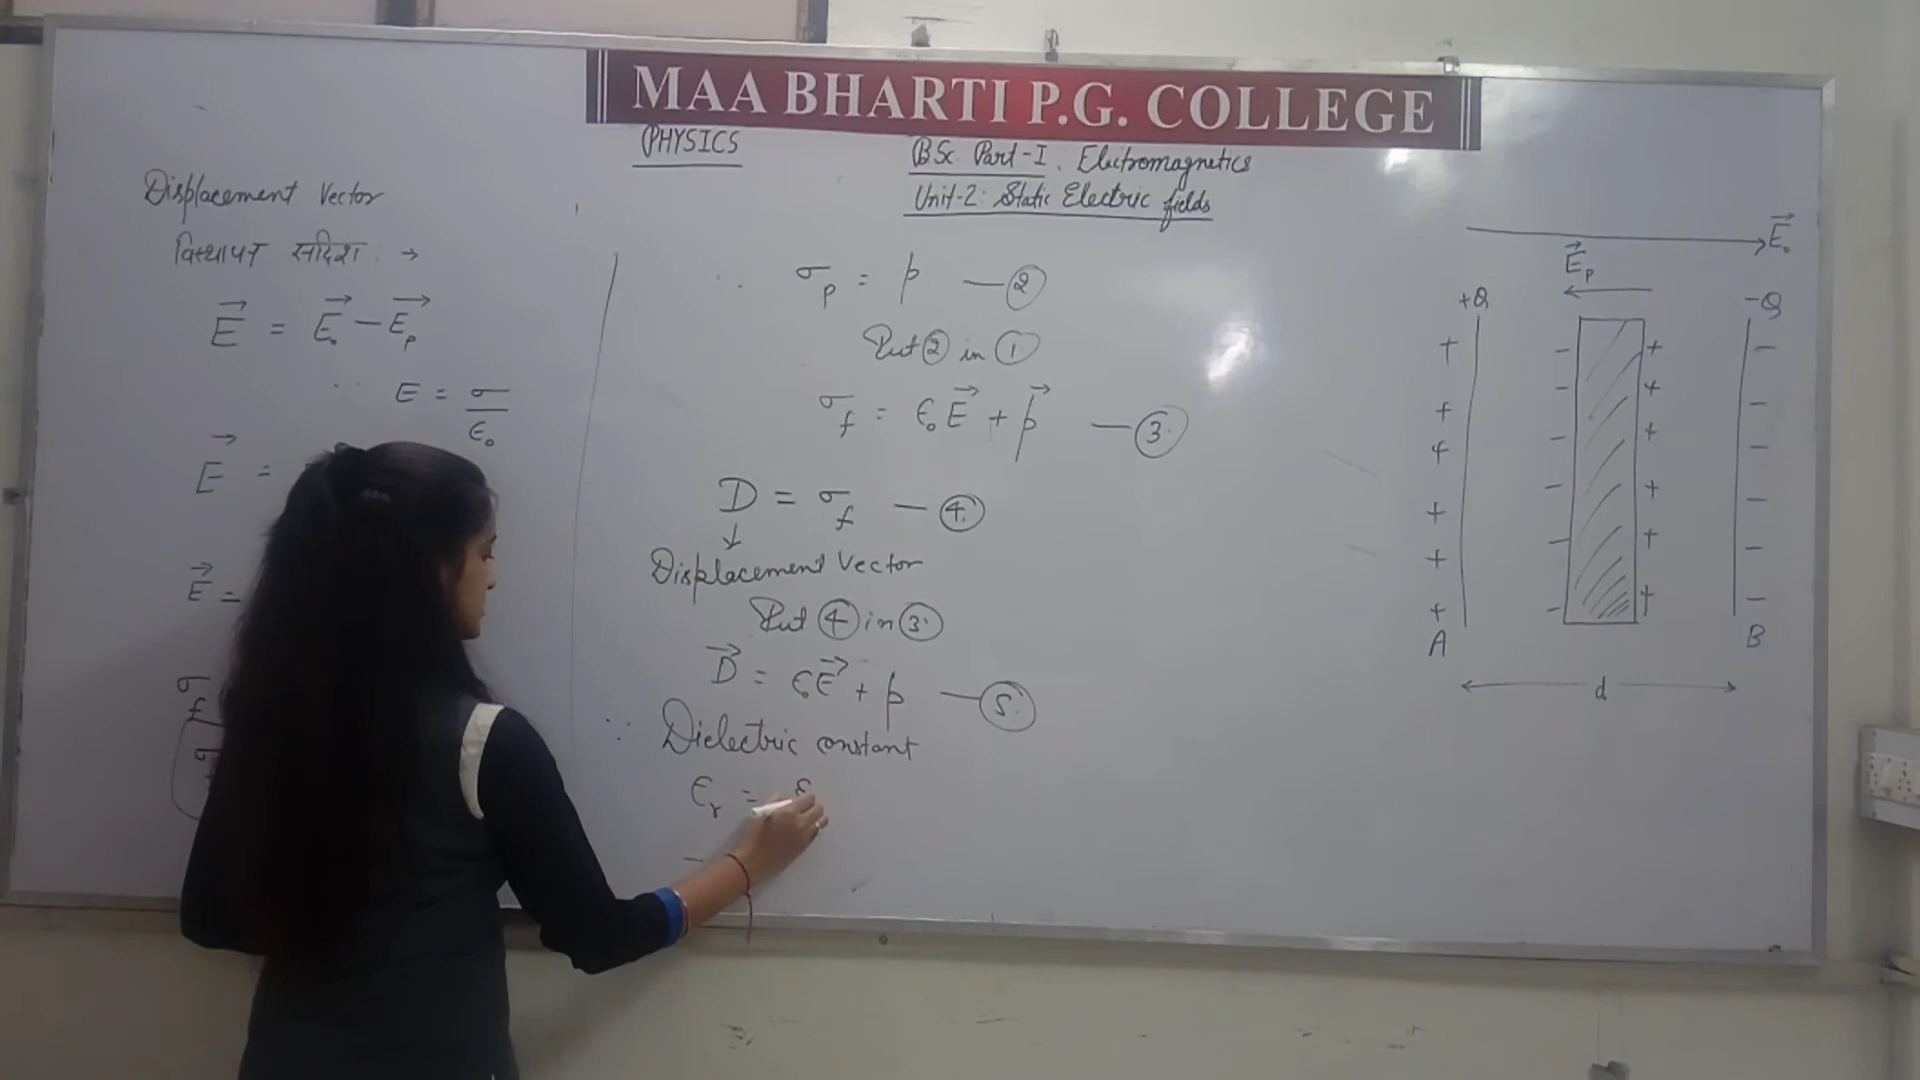 MAA BHARTI P.G. COLLEGE
PHYSICS
BSc. Part-I. Electromagnetics
Unit-2: Static Electric fields
Displacement Vector
विस्थापन सदिश →
E⃗ = E₀⃗ - Eₚ⃗
∵ E = σ/ϵ₀
E⃗ =
E⃗ =
σf
∵ σp = p — ②
Put ② in ①
σf = ϵ₀E⃗ + p⃗ — ③
D = σf — ④
↓
Displacement Vector
Put ④ in ③
D⃗ = ϵ₀E⃗ + p — ⑤
∵ Dielectric constant
ϵr = ε
E₀⃗
Eₚ⃗
+Q -Q
+ - + -
+ - + -
+ - + -
+ - + -
+ - + -
+ - + -
A B
d